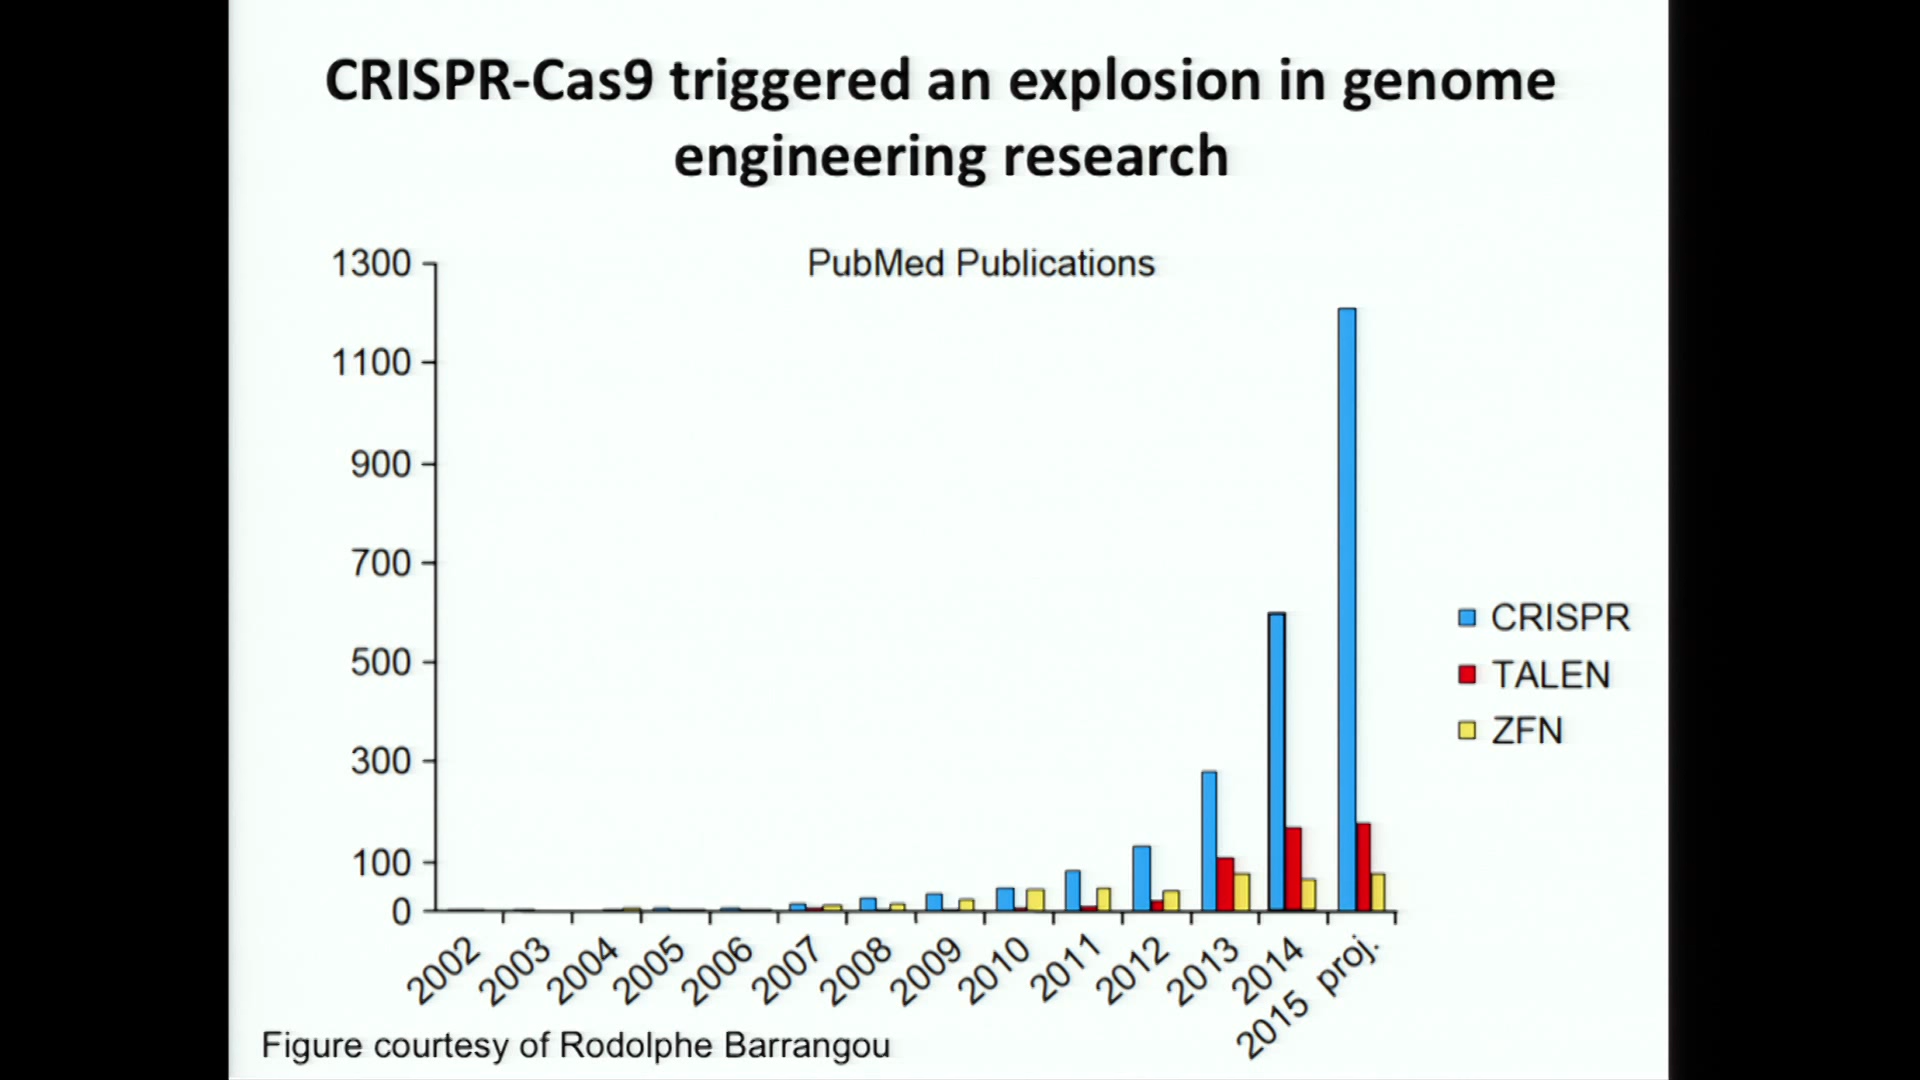 CRISPR-Cas9 triggered an explosion in genome
engineering research
PubMed Publications
1300
1100
900
700
500
300
100
0
CRISPR
TALEN
ZFN
2002
2003
2004
2005
2006
2007
2008
2009
2010
2011
2012
2013
2014
2015 proj.
Figure courtesy of Rodolphe Barrangou